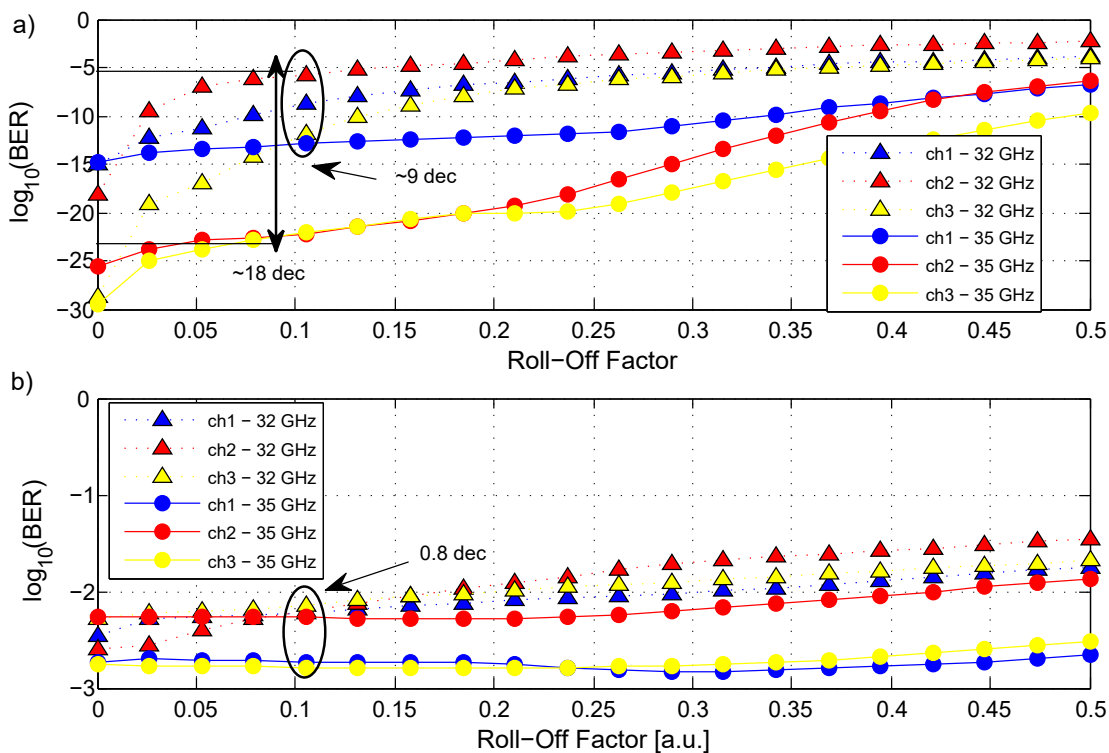 a)
0
−5
−10
−15
−20
−25
−30
log10(BER)
~9 dec
~18 dec
ch1 − 32 GHz
ch2 − 32 GHz
ch3 − 32 GHz
ch1 − 35 GHz
ch2 − 35 GHz
ch3 − 35 GHz
0 0.05 0.1 0.15 0.2 0.25 0.3 0.35 0.4 0.45 0.5
Roll−Off Factor
b)
0
−1
−2
−3
log10(BER)
ch1 − 32 GHz
ch2 − 32 GHz
ch3 − 32 GHz
ch1 − 35 GHz
ch2 − 35 GHz
ch3 − 35 GHz
0.8 dec
0 0.05 0.1 0.15 0.2 0.25 0.3 0.35 0.4 0.45 0.5
Roll−Off Factor [a.u.]